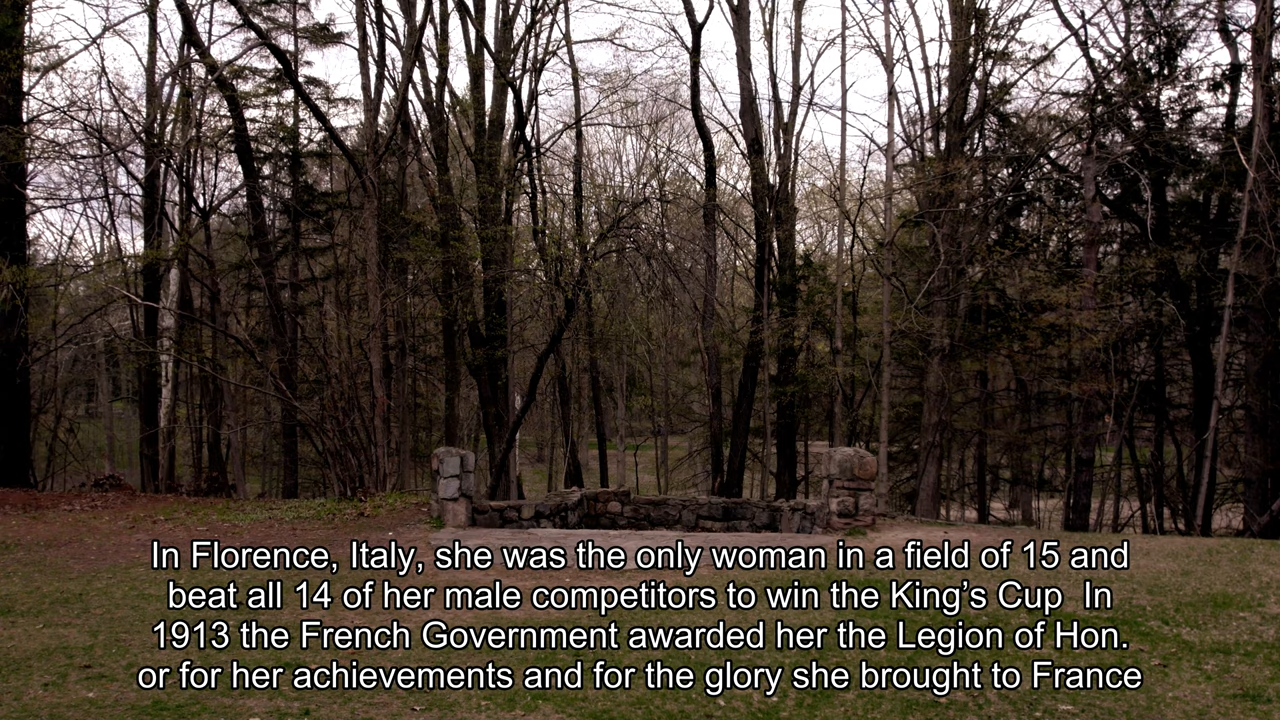 In Florence, Italy, she was the only woman in a field of 15 and
beat all 14 of her male competitors to win the King’s Cup  In
1913 the French Government awarded her the Legion of Hon.
or for her achievements and for the glory she brought to France